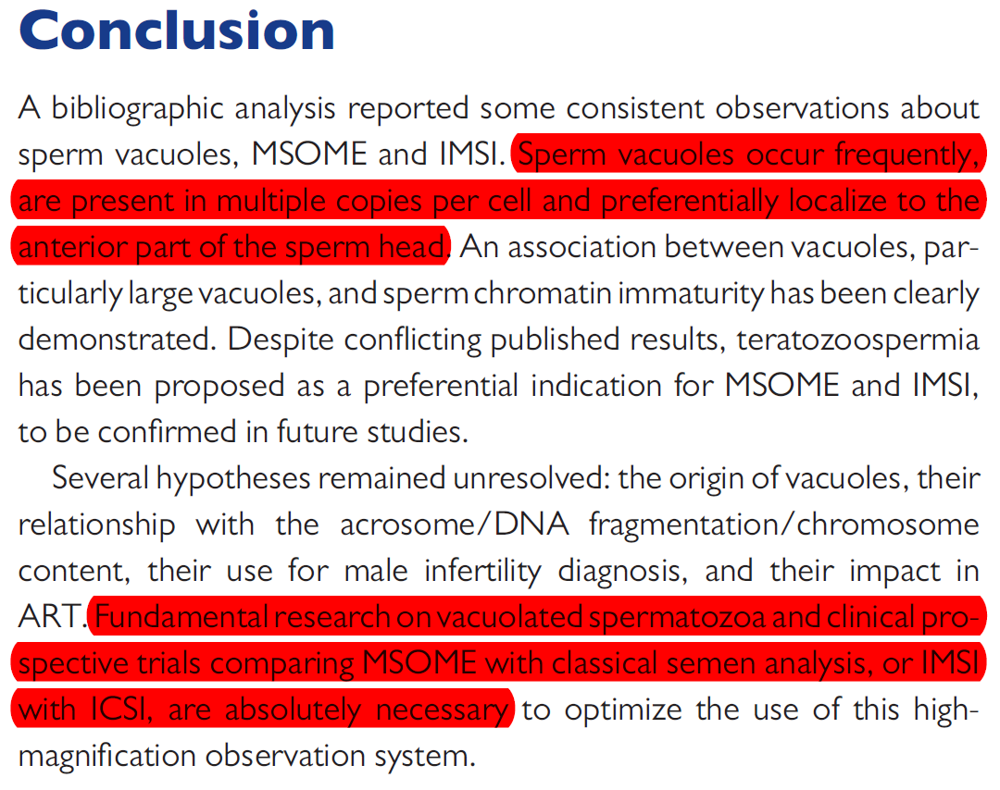 Conclusion
A bibliographic analysis reported some consistent observations about
sperm vacuoles, MSOME and IMSI. Sperm vacuoles occur frequently,
are present in multiple copies per cell and preferentially localize to the
anterior part of the sperm head. An association between vacuoles, par-
ticularly large vacuoles, and sperm chromatin immaturity has been clearly
demonstrated. Despite conflicting published results, teratozoospermia
has been proposed as a preferential indication for MSOME and IMSI,
to be confirmed in future studies.
Several hypotheses remained unresolved: the origin of vacuoles, their
relationship with the acrosome/DNA fragmentation/chromosome
content, their use for male infertility diagnosis, and their impact in
ART. Fundamental research on vacuolated spermatozoa and clinical pro-
spective trials comparing MSOME with classical semen analysis, or IMSI
with ICSI, are absolutely necessary to optimize the use of this high-
magnification observation system.